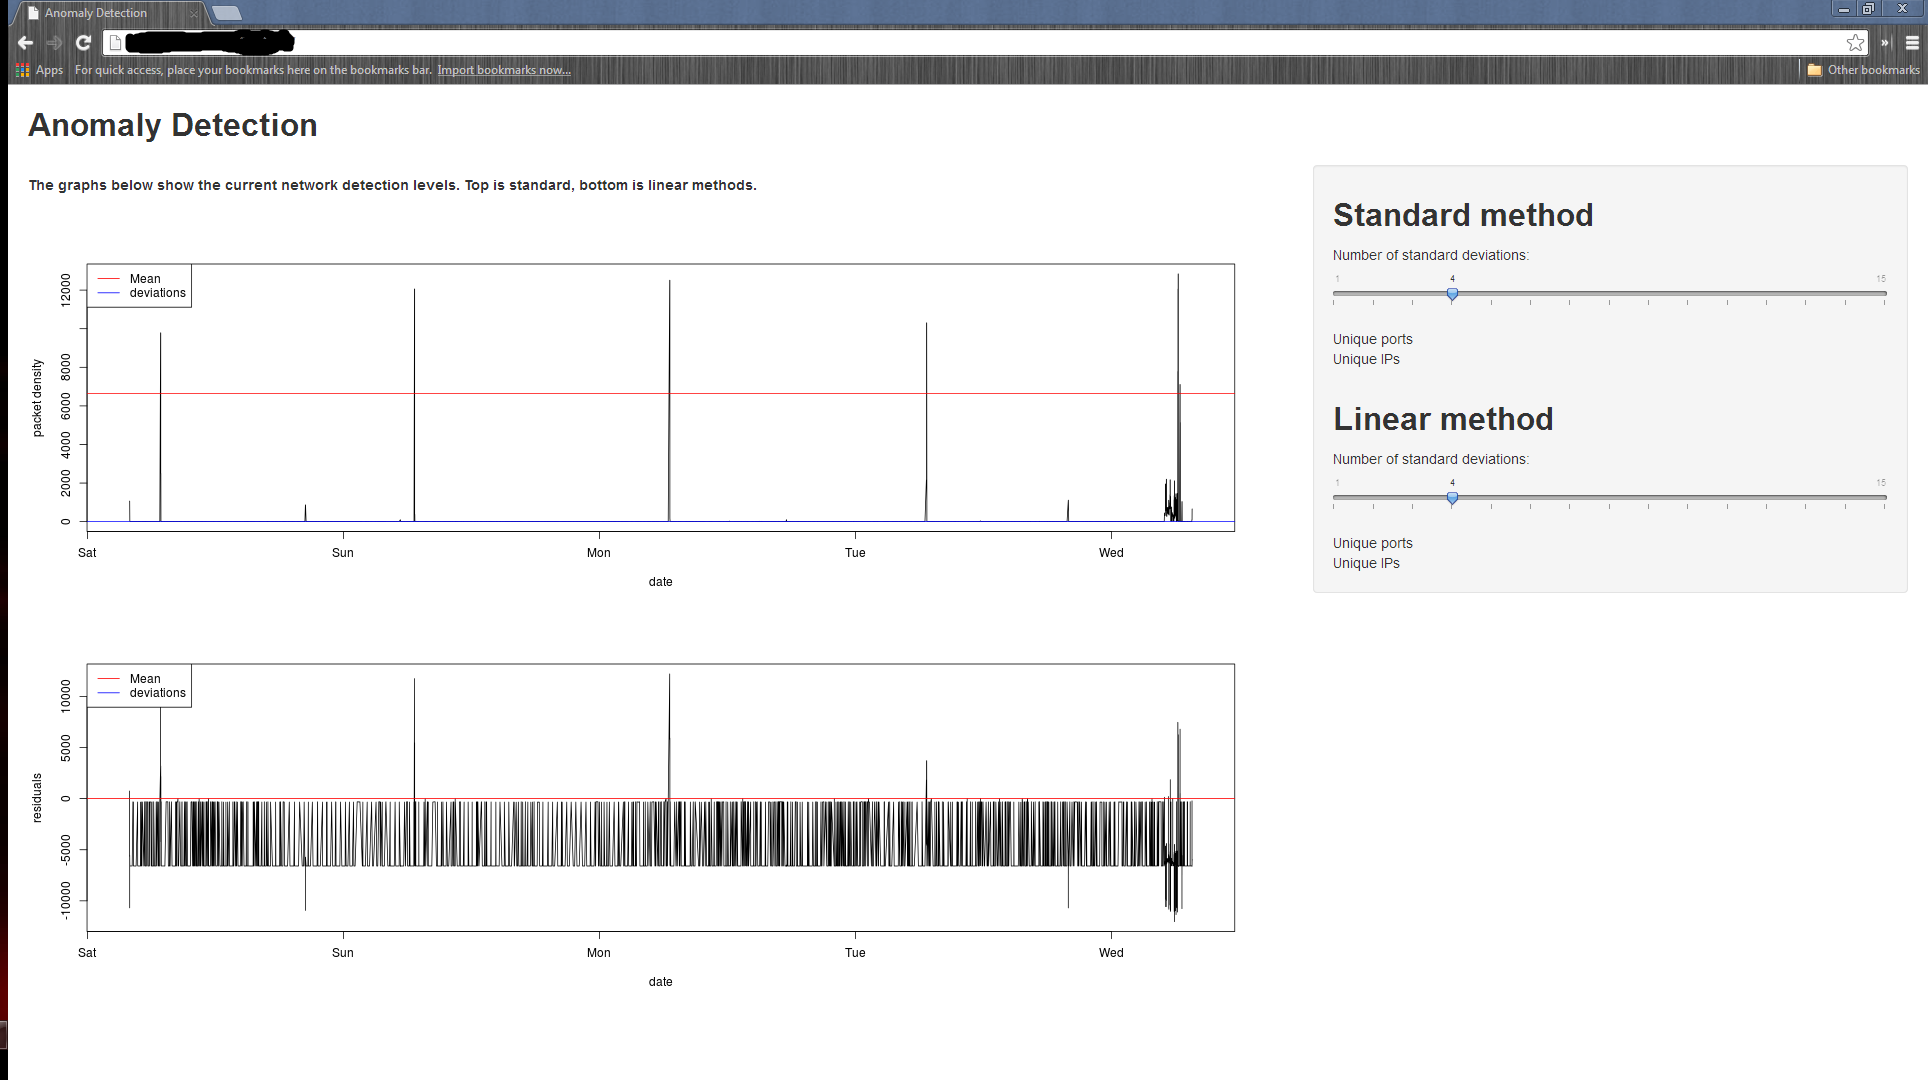 Anomaly Detection
Apps For quick access, place your bookmarks here on the bookmarks bar. Import bookmarks now... » Other bookmarks
Anomaly Detection
The graphs below show the current network detection levels. Top is standard, bottom is linear methods.
Mean
deviations
packet density
12000
8000
6000
4000
2000
0
Sat Sun Mon Tue Wed
date
Mean
deviations
residuals
10000
5000
0
-5000
-10000
Sat Sun Mon Tue Wed
date
Standard method
Number of standard deviations:
1 4 15
Unique ports
Unique IPs
Linear method
Number of standard deviations:
1 4 15
Unique ports
Unique IPs